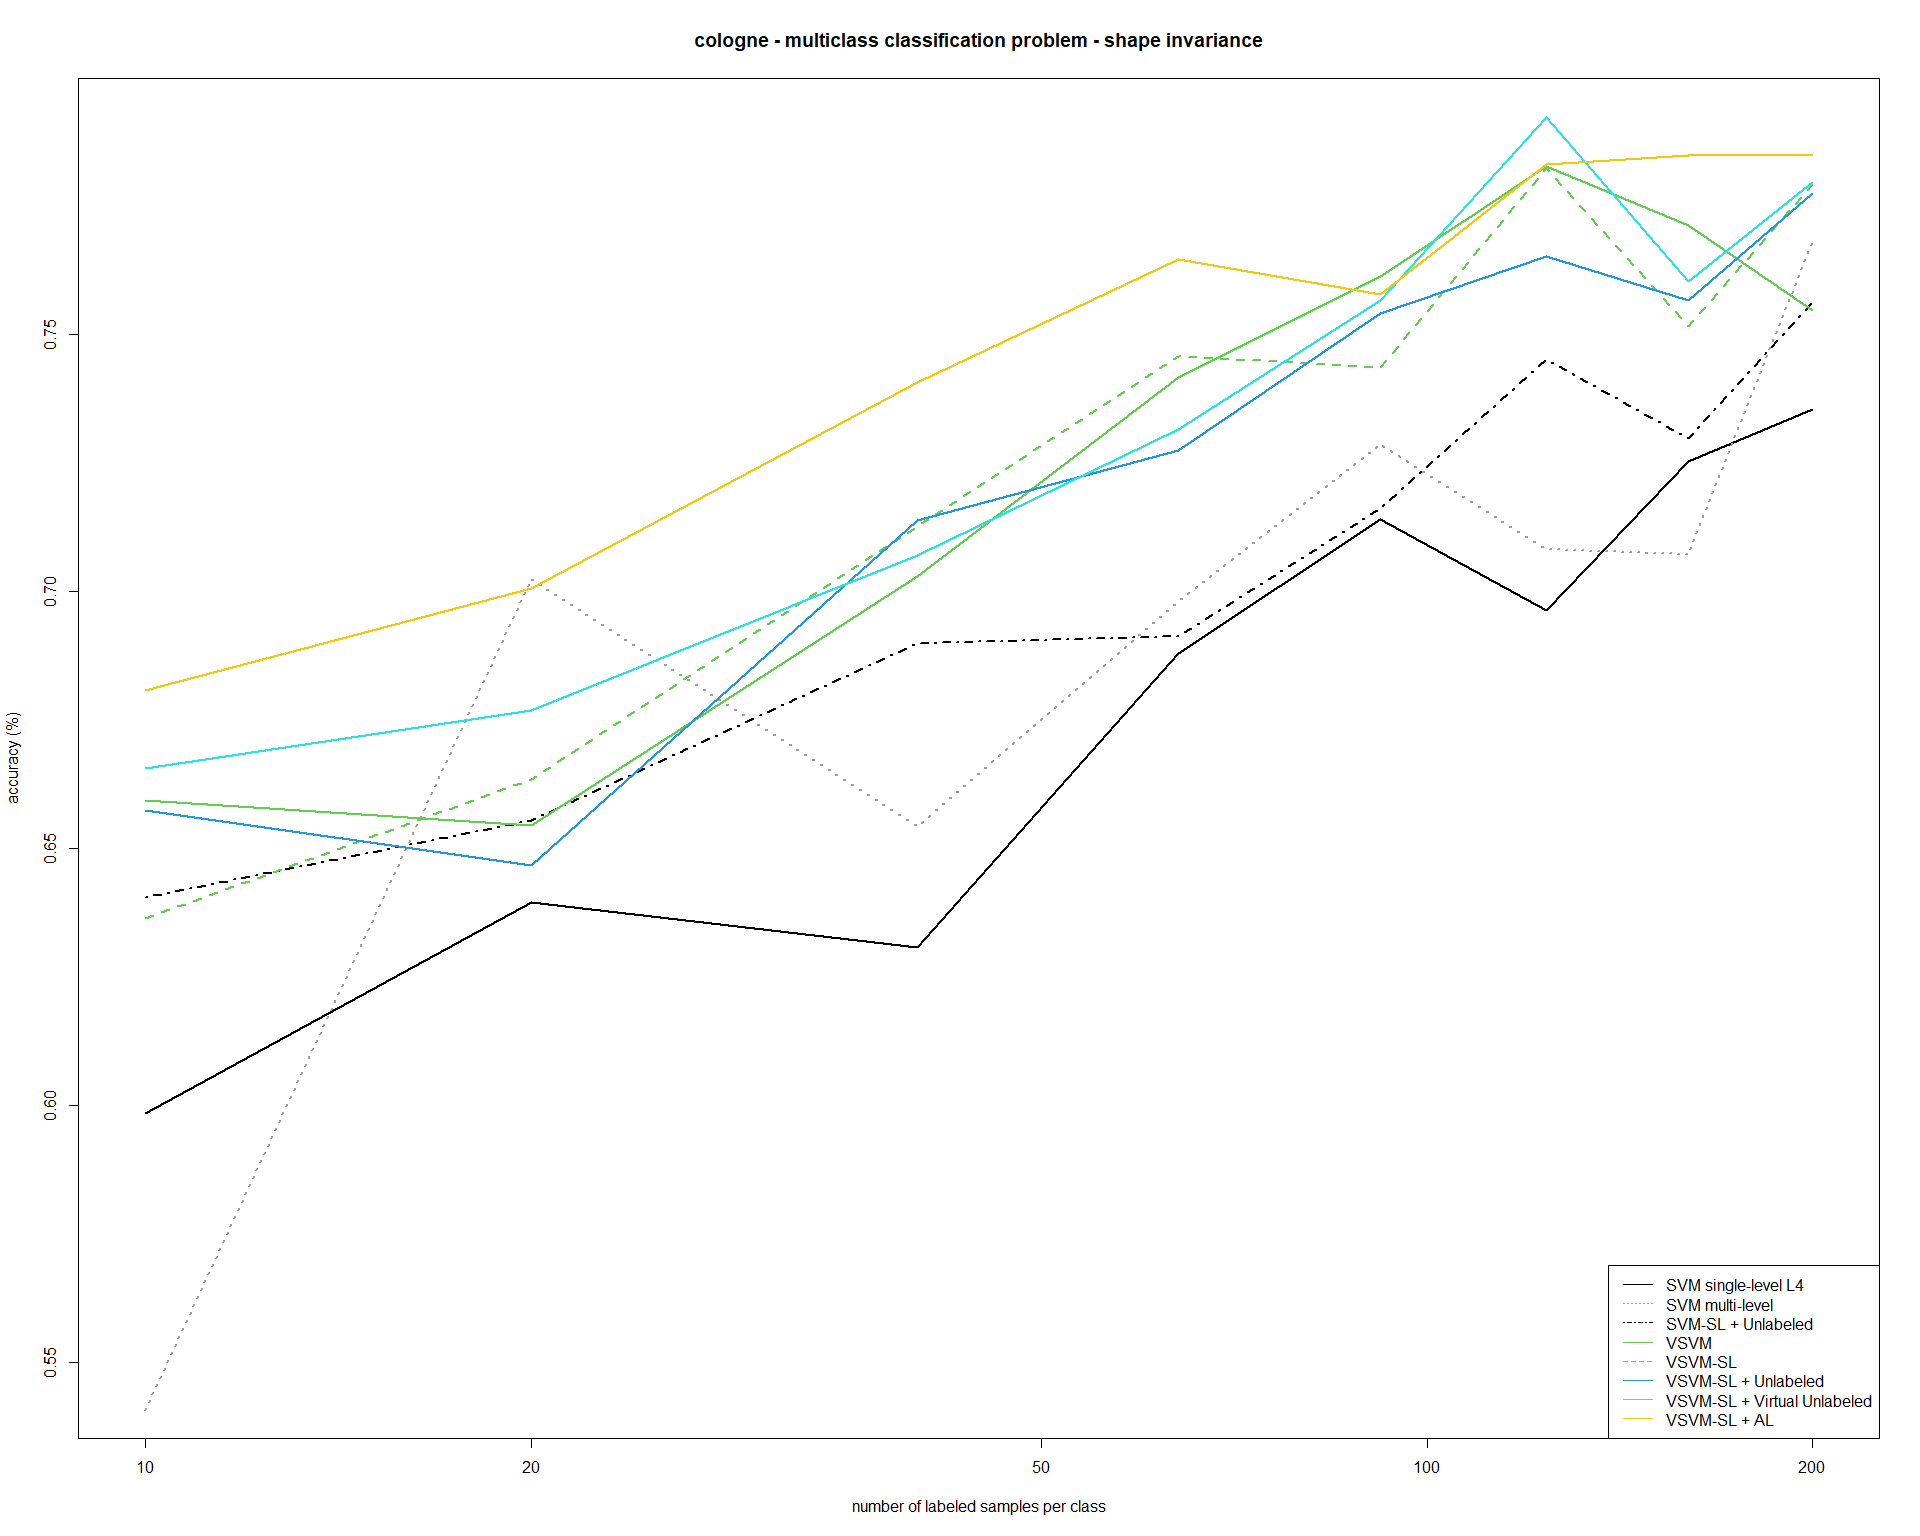 cologne - multiclass classification problem - shape invariance
accuracy (%)
0.75
0.70
0.65
0.60
0.55
10
20
50
100
200
number of labeled samples per class
SVM single-level L4
SVM multi-level
SVM-SL + Unlabeled
VSVM
VSVM-SL
VSVM-SL + Unlabeled
VSVM-SL + Virtual Unlabeled
VSVM-SL + AL